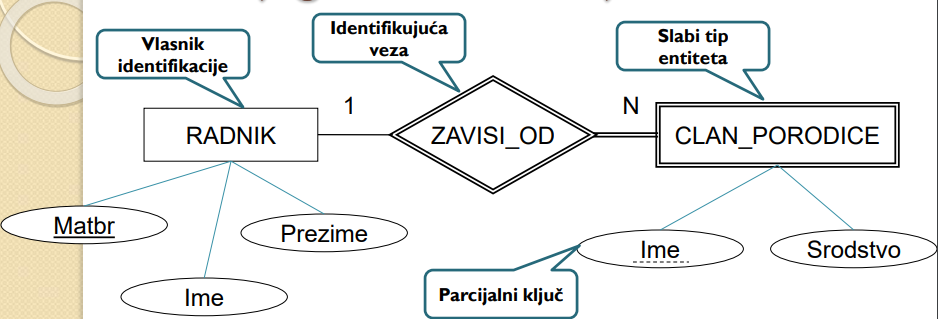 Vlasnik
identifikacije
Identifikujuća
veza
Slabi tip
entiteta
1
N
RADNIK
ZAVISI_OD
CLAN_PORODICE
Matbr
Prezime
Ime
Ime
Srodstvo
Parcijalni ključ